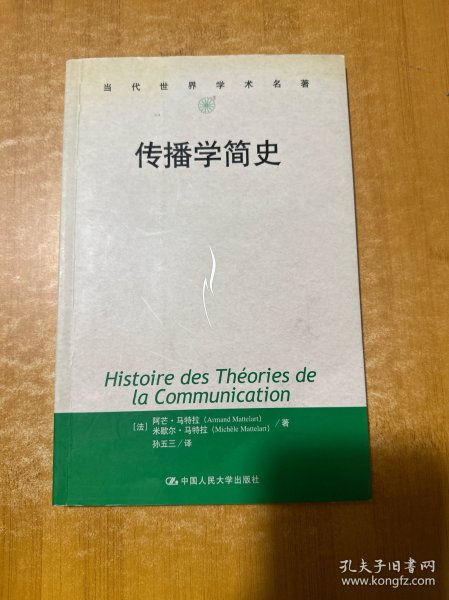 当代世界学术名著
传播学简史
Histoire des Théories de
la Communication
[法] 阿芒·马特拉(Armand Mattelart)
米歇尔·马特拉(Michèle Mattelart) /著
孙五三/译
中国人民大学出版社
孔夫子旧书网
www.kongfz.com